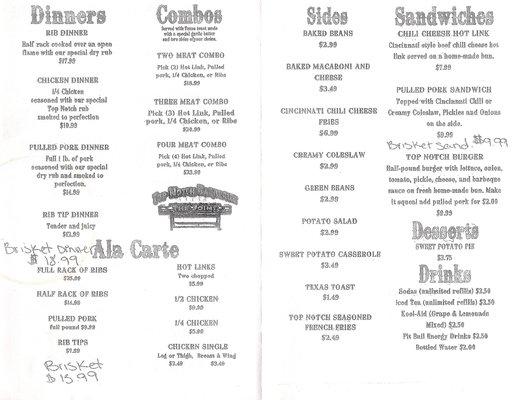 Dinners
RIB DINNER
Half rack cooked over an open
flame with our special dry rub
$17.99
CHICKEN DINNER
1/4 Chicken
seasoned with our special
Top Notch rub
smoked to perfection
$10.99
PULLED PORK DINNER
Full 1 lb. of pork
seasoned with our special
dry rub and smoked to
perfection.
$14.99
RIB TIP DINNER
Tender and juicy
$12.99
Brisket Dinner
$ 18.99
Combos
Served with Texas toast made
with a special garlic butter
and two sides of your choice.
TWO MEAT COMBO
Pick (2) Hot Link, Pulled
pork, 1/4 Chicken, or Ribs
$18.99
THREE MEAT COMBO
Pick (3) Hot Link, Pulled
pork, 1/4 Chicken, or Ribs
FOUR MEAT COMBO
Pick (4) Hot Link, Pulled
pork, 1/4 Chicken, or Ribs
$33.99
Ala Carte
FULL RACK OF RIBS
$25.99
HALF RACK OF RIBS
$14.99
PULLED PORK
full pound $9.99
RIB TIPS
$7.99
Brisket
$ 15.99
HOT LINKS
Two chopped
$5.99
1/2 CHICKEN
$9.99
1/4 CHICKEN
$5.99
CHICKEN SINGLE
Leg or Thigh, Breast & Wing
$2.49 $3.49
Sides
BAKED BEANS
$2.99
BAKED MACARONI AND
CHEESE
$3.49
CINCINNATI CHILI CHEESE
FRIES
$6.99
CREAMY COLESLAW
$2.99
GREEN BEANS
$2.99
POTATO SALAD
$2.99
SWEET POTATO CASSEROLE
$3.49
TEXAS TOAST
$1.49
TOP NOTCH SEASONED
FRENCH FRIES
$2.49
Sandwiches
CHILI CHEESE HOT LINK
Cincinnati style beef chili cheese hot
link served on a home-made bun.
$7.99
PULLED PORK SANDWICH
Topped with Cincinnati Chili or
Creamy Coleslaw, Pickles and Onions
on the side.
$9.99
Brisket Sand. $9.99
TOP NOTCH BURGER
Half-pound burger with lettuce, onion,
tomato, pickle, cheese, and barbeque
sauce on fresh home-made bun. Make
it squeal add pulled pork for $2.00
$9.99
Desserts
SWEET POTATO PIE
$3.75
Drinks
Sodas (unlimited refills) $2.50
Iced Tea (unlimited refills) $2.50
Kool-Aid (Grape & Lemonade
Mixed) $2.50
Pit Bull Energy Drinks $2.50
Bottled Water $2.00